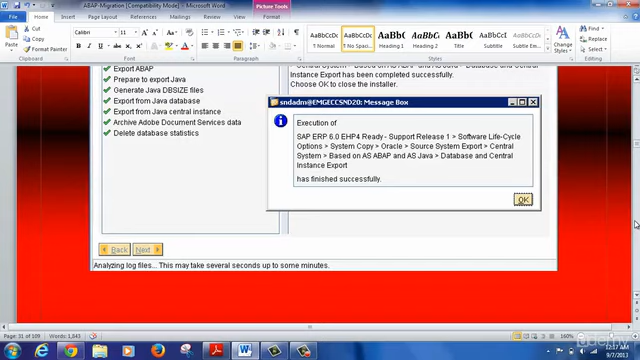 ABAP-Migration [Compatibility Mode] - Microsoft Word
Picture Tools
File Home Insert Page Layout References Mailings Review View Format
Cut
Copy
Paste
Format Painter
Clipboard
Calibri
11
Font
Paragraph
AaBbCcDc AaBbCcDc AaBbC AaBbCc AaB AaBbCc AaBbCcD
¶ Normal ¶ No Spaci... Heading 1 Heading 2 Title Subtitle Subtle Em...
Styles
Change Styles
Find
Replace
Select
Editing
Export ABAP
Prepare to export Java
Generate Java DBSIZE files
Export from Java database
Export from Java central instance
Archive Adobe Document Services data
Delete database statistics
Instance Export has been completed successfully.
Choose OK to close the installer.
sndadm@EMGECCSND20: Message Box
Execution of
SAP ERP 6.0 EHP4 Ready - Support Release 1 > Software Life-Cycle
Options > System Copy > Oracle > Source System Export > Central
System > Based on AS ABAP and AS Java > Database and Central
Instance Export
has finished successfully.
OK
Back Next
Analyzing log files... This may take several seconds up to some minutes.
Page: 31 of 109 Words: 1,843
160%
12:17 AM
9/7/2013
Udemy